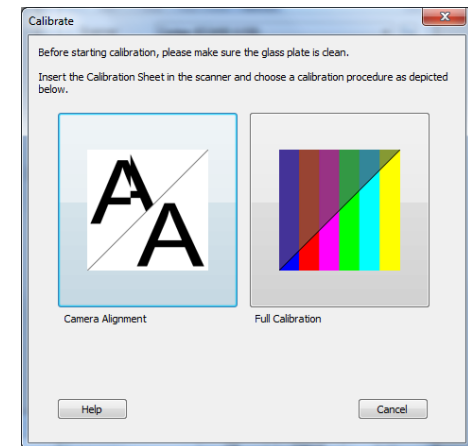 Calibrate
Before starting calibration, please make sure the glass plate is clean.
Insert the Calibration Sheet in the scanner and choose a calibration procedure as depicted
below.
A
A
Camera Alignment
Full Calibration
Help
Cancel